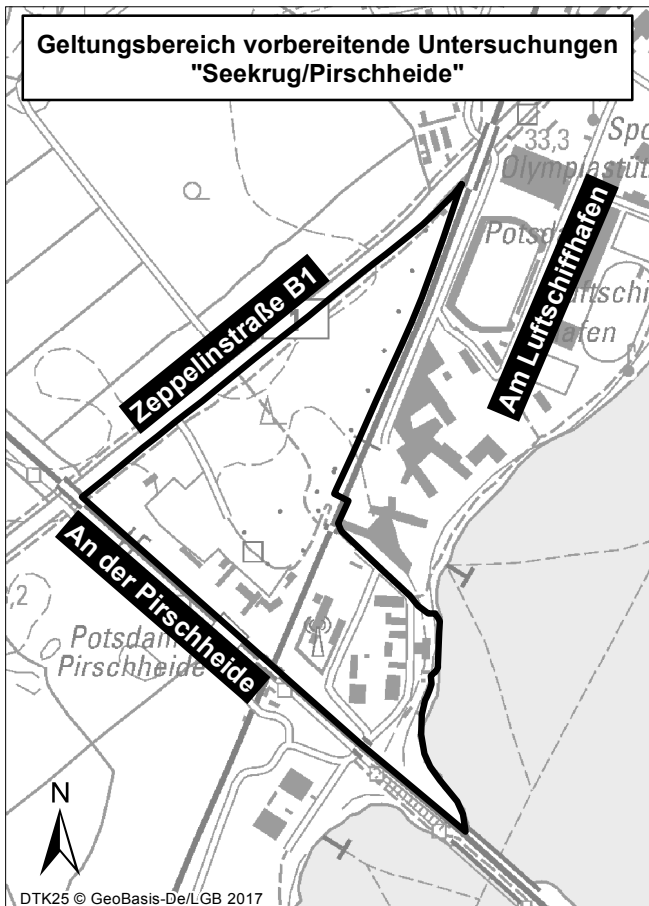 Geltungsbereich vorbereitende Untersuchungen
"Seekrug/Pirschheide"
33,3
Zeppelinstraße B1
Am Luftschiffhafen
An der Pirschheide
Potsdam
Pirschheide
N
DTK25 © GeoBasis-De/LGB 2017